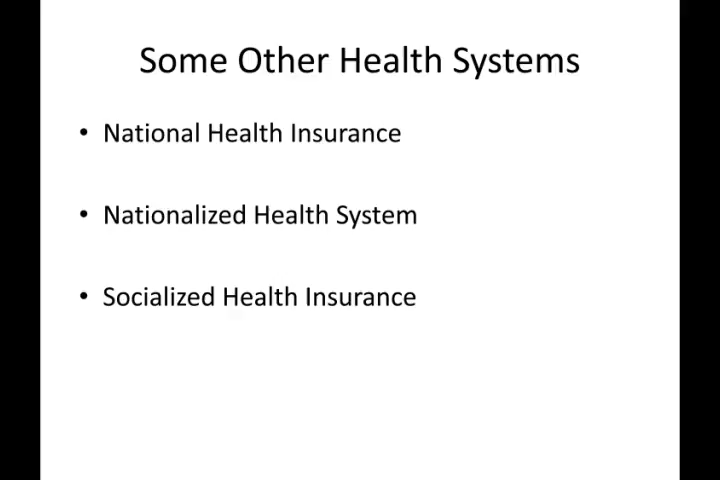 Some Other Health Systems
• National Health Insurance
• Nationalized Health System
• Socialized Health Insurance